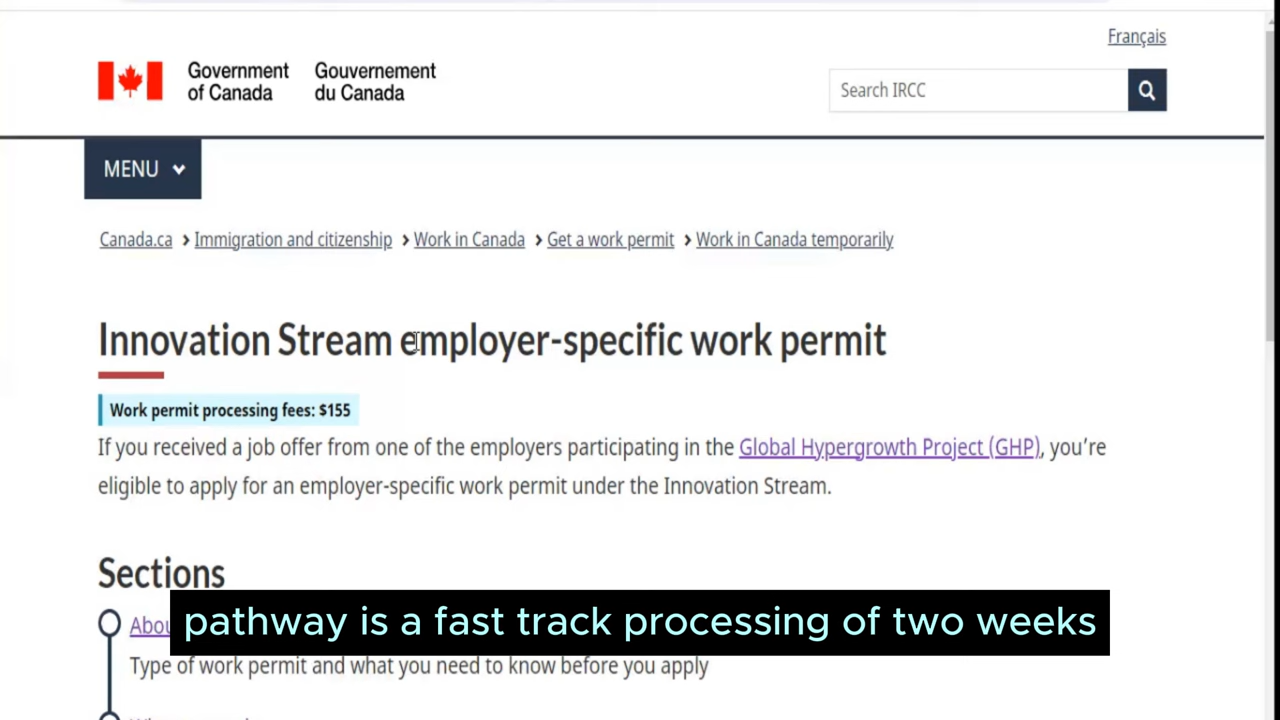 Français
Government of Canada
Gouvernement du Canada
Search IRCC
MENU
Canada.ca > Immigration and citizenship > Work in Canada > Get a work permit > Work in Canada temporarily
Innovation Stream employer-specific work permit
Work permit processing fees: $155
If you received a job offer from one of the employers participating in the Global Hypergrowth Project (GHP), you're
eligible to apply for an employer-specific work permit under the Innovation Stream.
Sections
pathway is a fast track processing of two weeks
Type of work permit and what you need to know before you apply